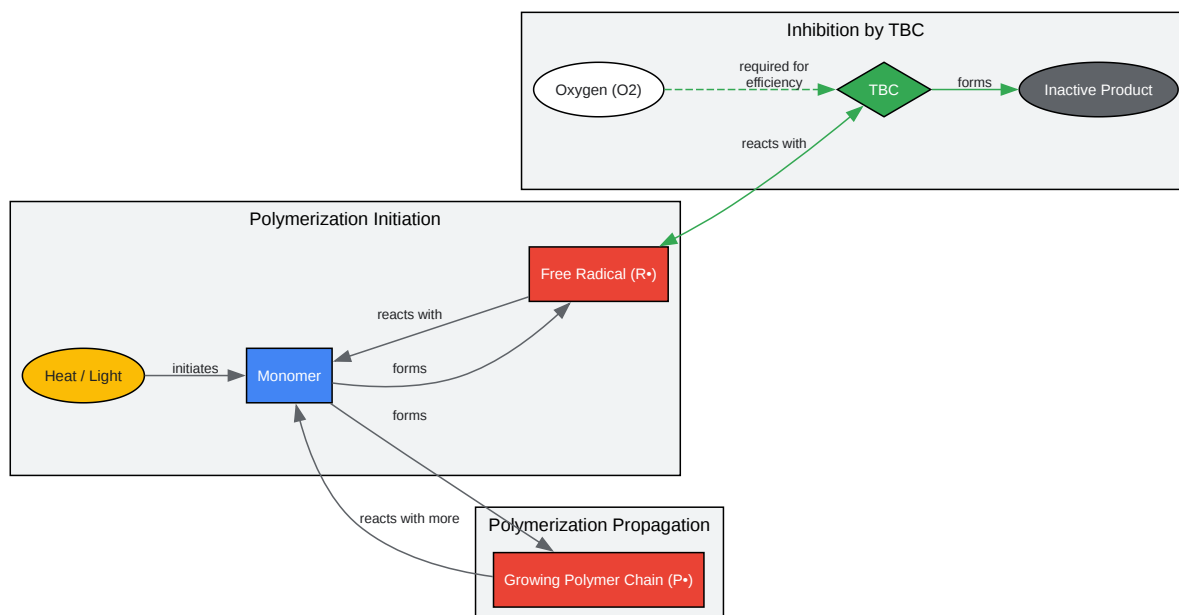 Inhibition by TBC
Oxygen (O2)
required for
efficiency
TBC
forms
Inactive Product
reacts with
Polymerization Initiation
Free Radical (R•)
reacts with
Heat / Light
initiates
Monomer
forms
forms
reacts with more
Polymerization Propagation
Growing Polymer Chain (P•)